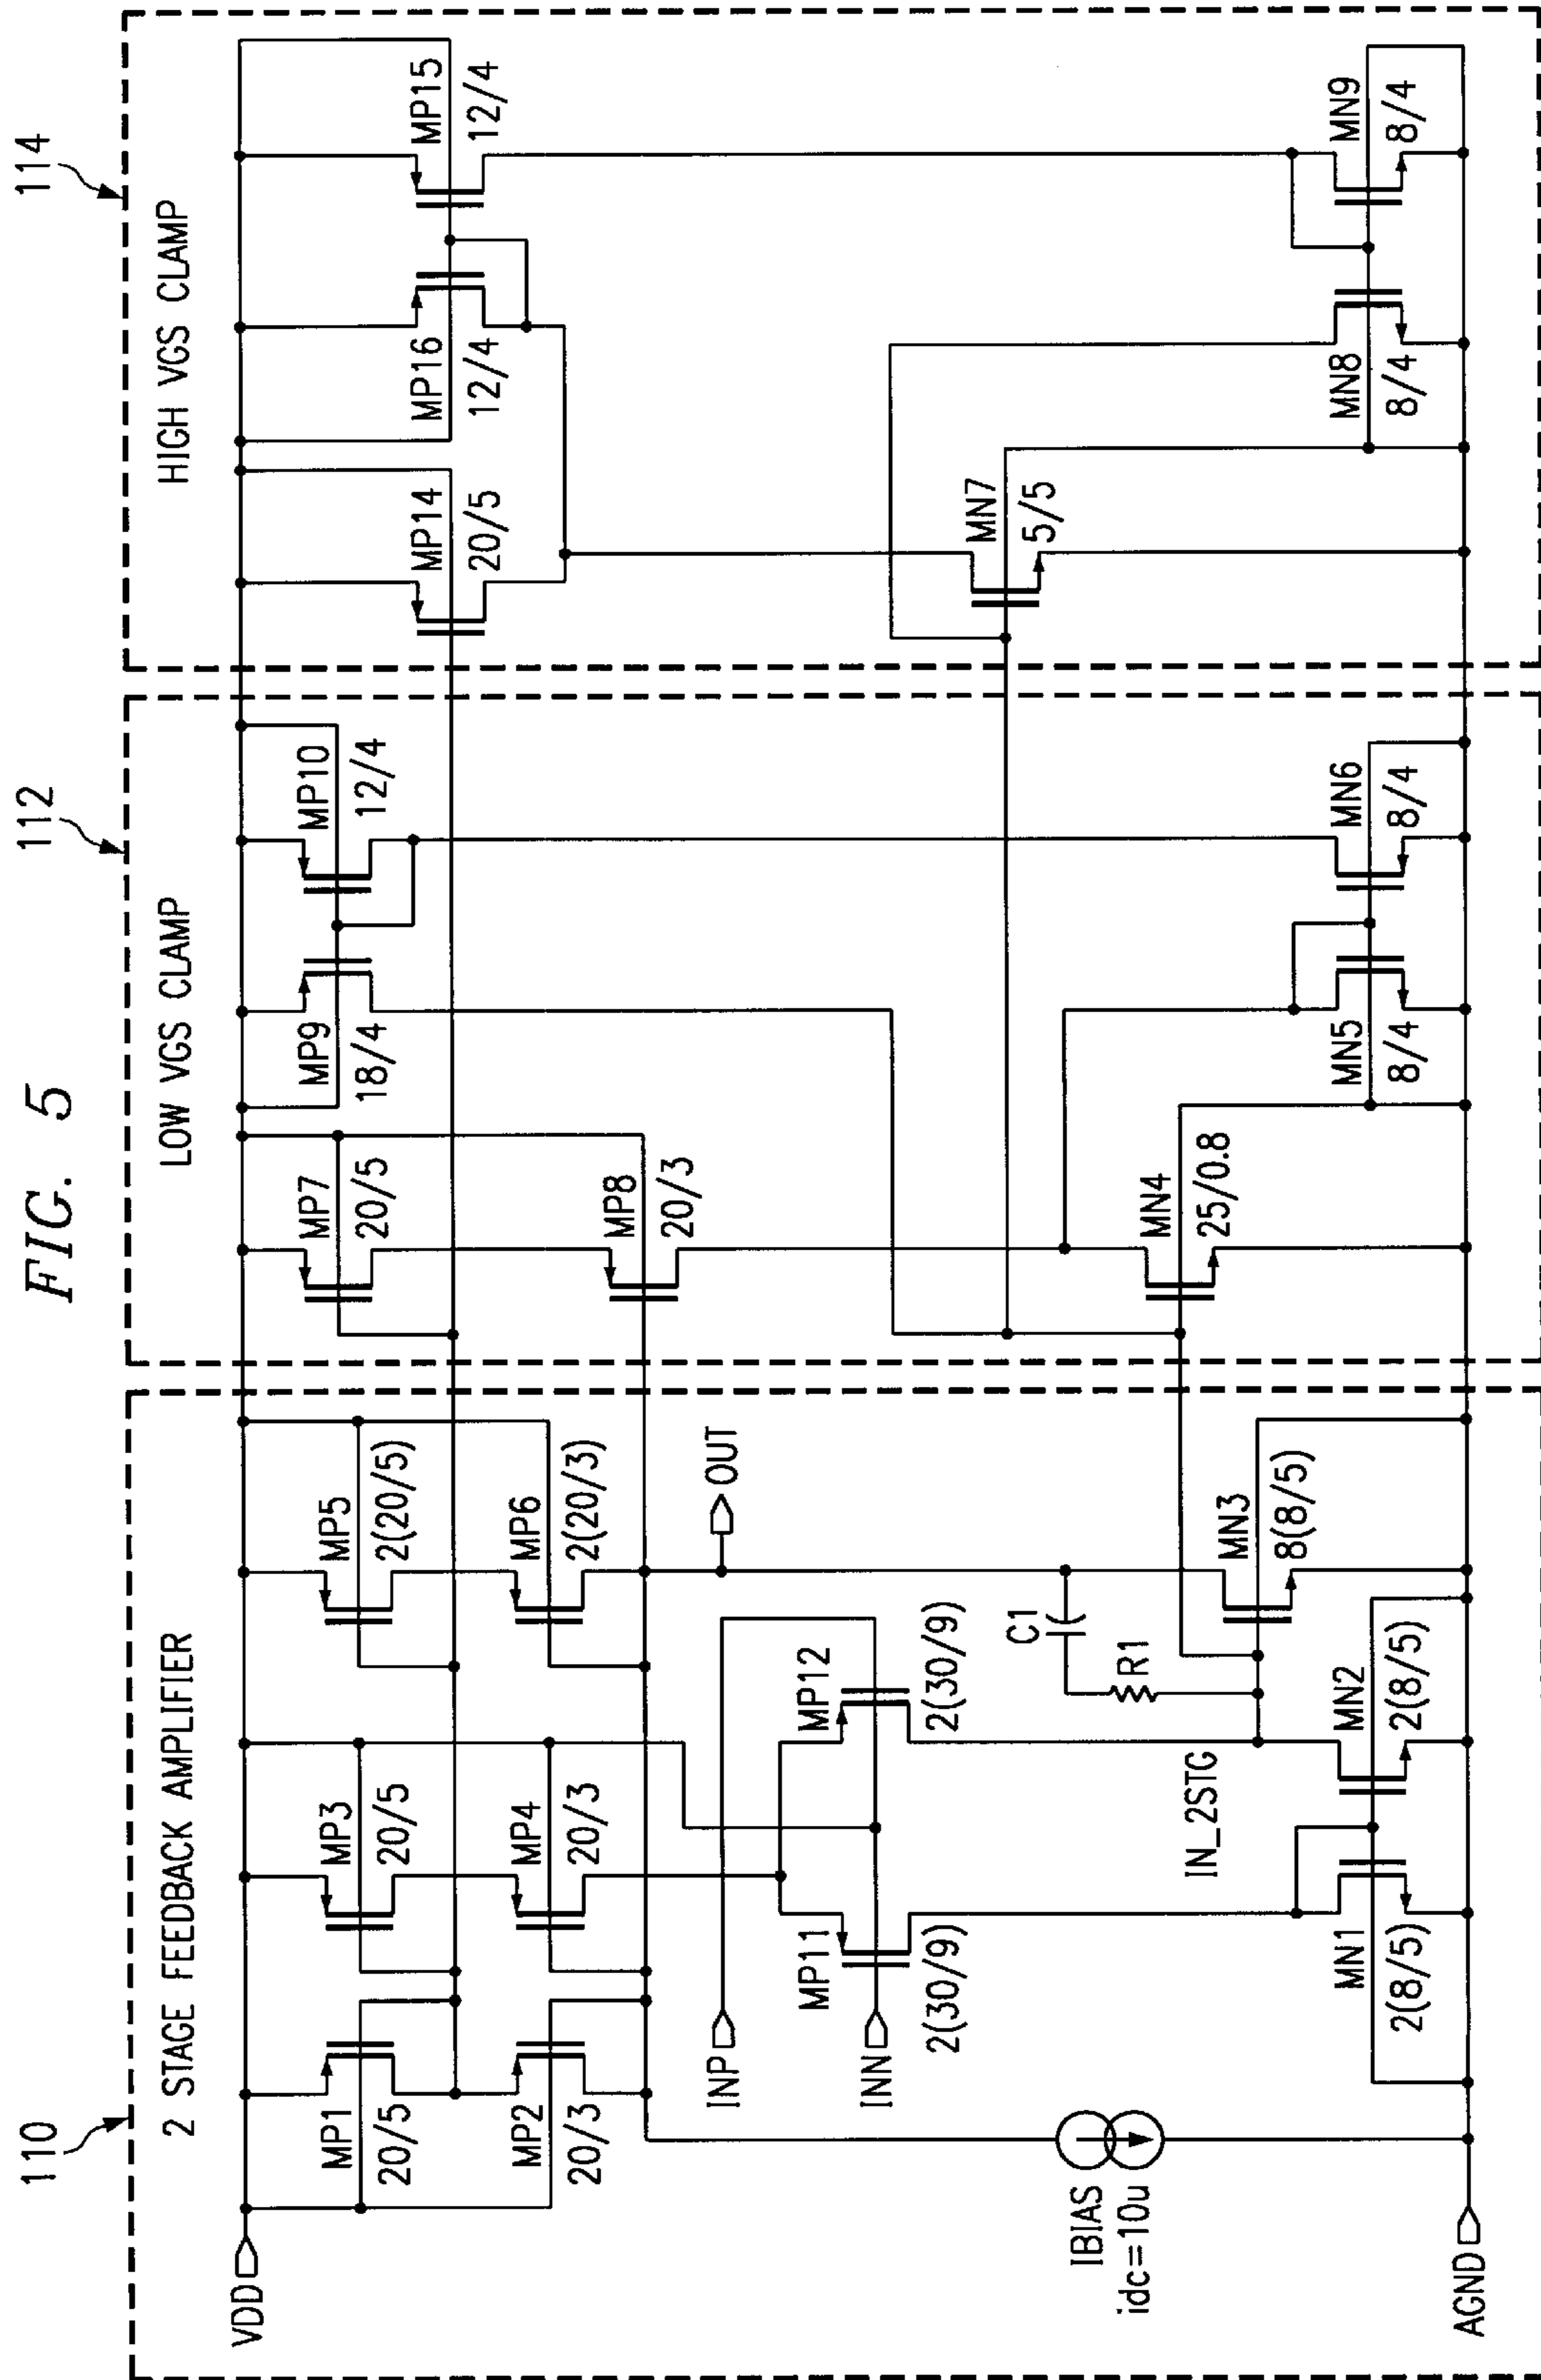 FIG. 5
110
112
114
2 STAGE FEEDBACK AMPLIFIER
LOW VGS CLAMP
HIGH VGS CLAMP
VDD
MP1
20/5
MP2
20/3
MP3
20/5
MP4
20/3
MP5
2(20/5)
MP6
2(20/3)
OUT
INP
INN
MP11
2(30/9)
MP12
2(30/9)
C1
R1
IN_2STG
IBIAS
idc=10u
MN1
2(8/5)
MN2
2(8/5)
MN3
8(8/5)
AGND
MP7
20/5
MP8
20/3
MP9
18/4
MP10
12/4
MN4
25/0.8
MN5
8/4
MN6
8/4
MP14
20/5
MP16
12/4
MP15
12/4
MN7
5/5
MN8
8/4
MN9
8/4